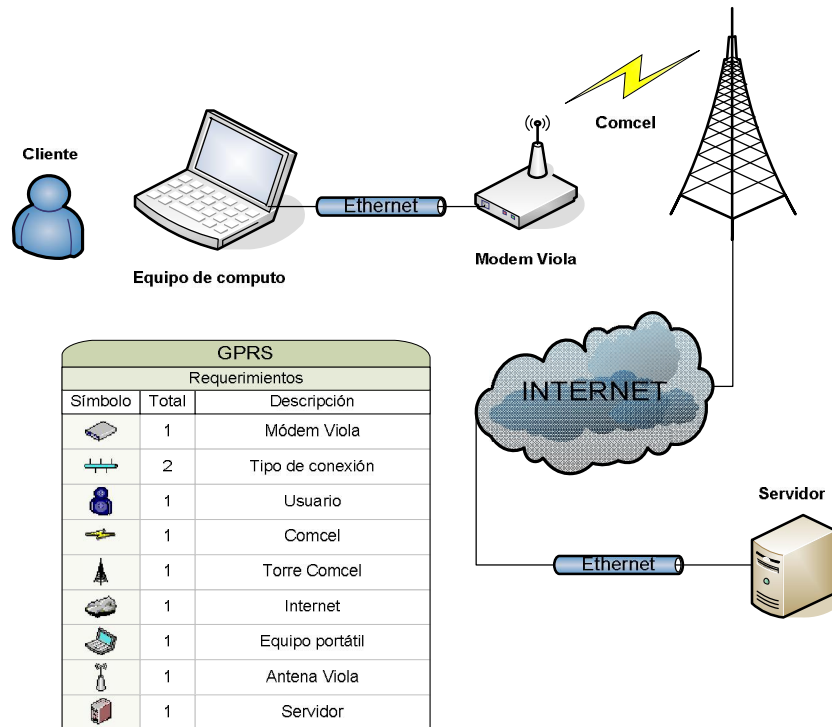 Cliente
Equipo de computo
Ethernet
Modem Viola
Comcel
INTERNET
Servidor
Ethernet
GPRS
Requerimientos
Símbolo Total Descripción
1 Módem Viola
2 Tipo de conexión
1 Usuario
1 Comcel
1 Torre Comcel
1 Internet
1 Equipo portátil
1 Antena Viola
1 Servidor